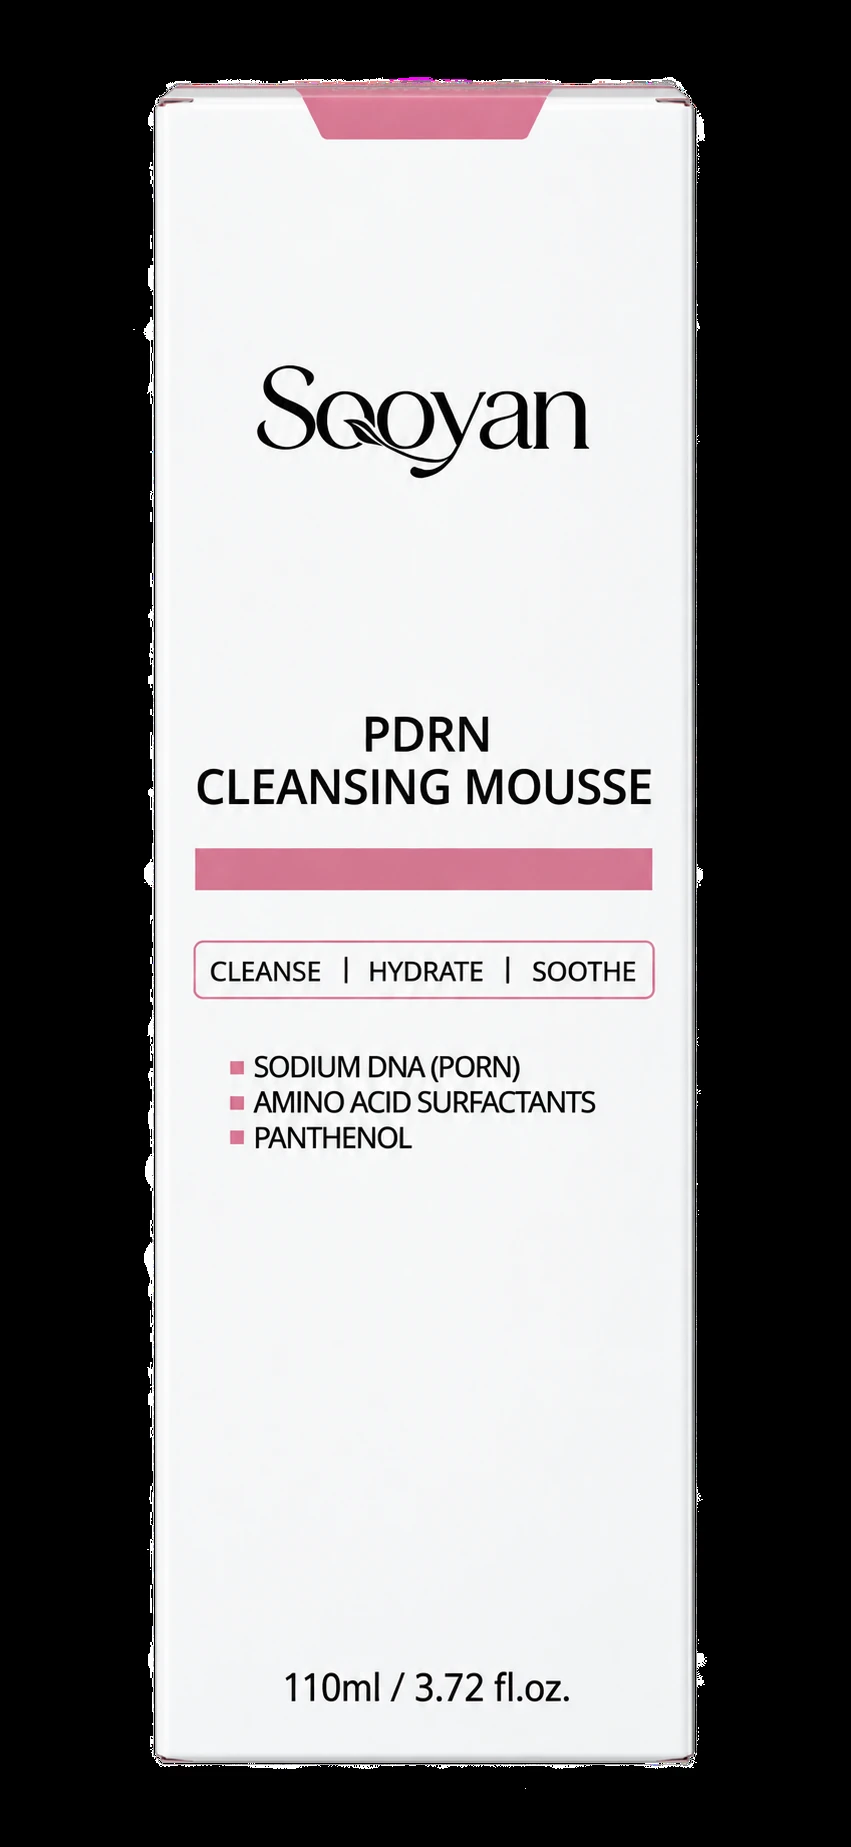 Sooyan
PDRN
CLEANSING MOUSSE
CLEANSE | HYDRATE | SOOTHE
SODIUM DNA (PORN)
AMINO ACID SURFACTANTS
PANTHENOL
110ml / 3.72 fl.oz.